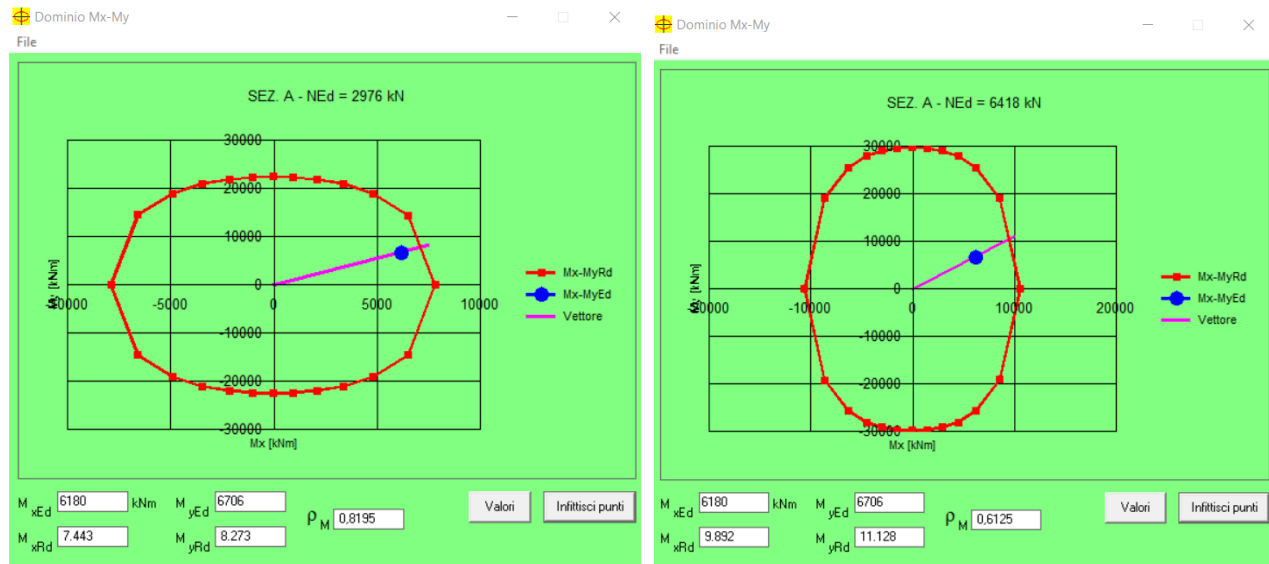 Dominio Mx-My
File
SEZ. A - NEd = 2976 kN
30000
20000
10000
0
-10000
-20000
-30000
-10000
-5000
0
5000
10000
Mx [kNm]
Mx-MyRd
Mx-MyEd
Vettore
M xEd 6180 kNm
M yEd 6706
M xRd 7.443
M yRd 8.273
ρ M 0,8195
Valori
Infittisci punti
Dominio Mx-My
File
SEZ. A - NEd = 6418 kN
30000
20000
10000
0
-10000
-20000
-30000
-20000
-10000
0
10000
20000
Mx [kNm]
Mx-MyRd
Mx-MyEd
Vettore
M xEd 6180 kNm
M yEd 6706
M xRd 9.892
M yRd 11.128
ρ M 0,6125
Valori
Infittisci punti